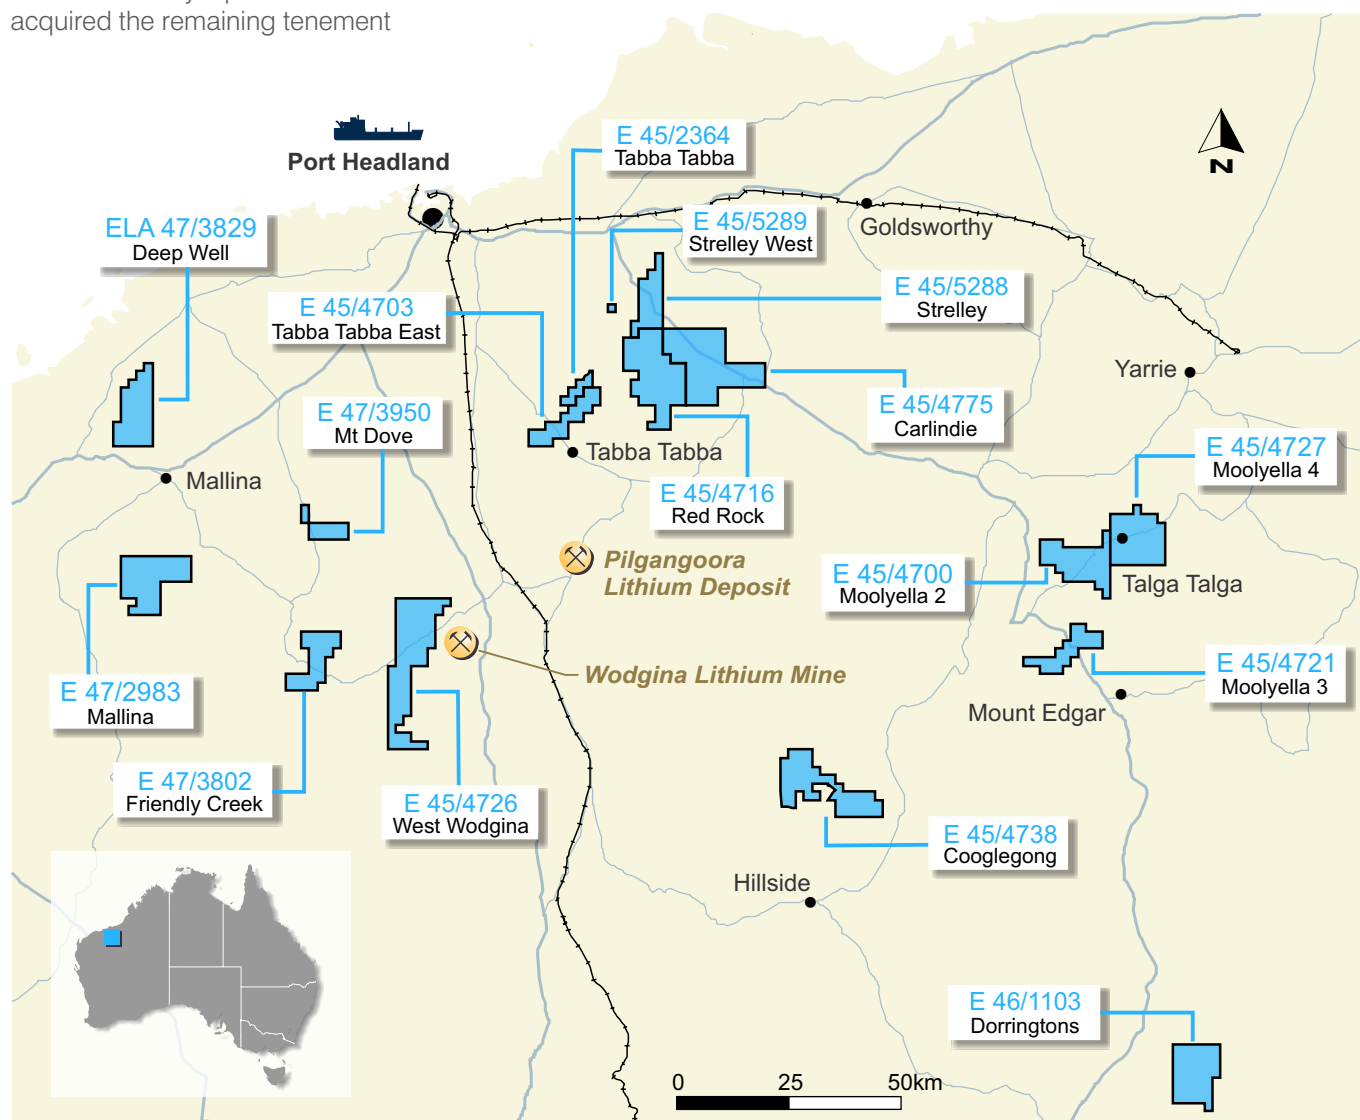 acquired the remaining tenement
Port Headland
E 45/2364
Tabba Tabba
ELA 47/3829
Deep Well
E 45/5289
Strelley West
Goldsworthy
E 45/4703
Tabba Tabba East
E 45/5288
Strelley
Yarrie
E 47/3950
Mt Dove
E 45/4775
Carlindie
Mallina
Tabba Tabba
E 45/4727
Moolyella 4
E 45/4716
Red Rock
Pilgangoora
Lithium Deposit
E 45/4700
Moolyella 2
Talga Talga
Wodgina Lithium Mine
E 45/4721
Moolyella 3
E 47/2983
Mallina
Mount Edgar
E 47/3802
Friendly Creek
E 45/4726
West Wodgina
E 45/4738
Cooglegong
Hillside
E 46/1103
Dorringtons
0 25 50km
N